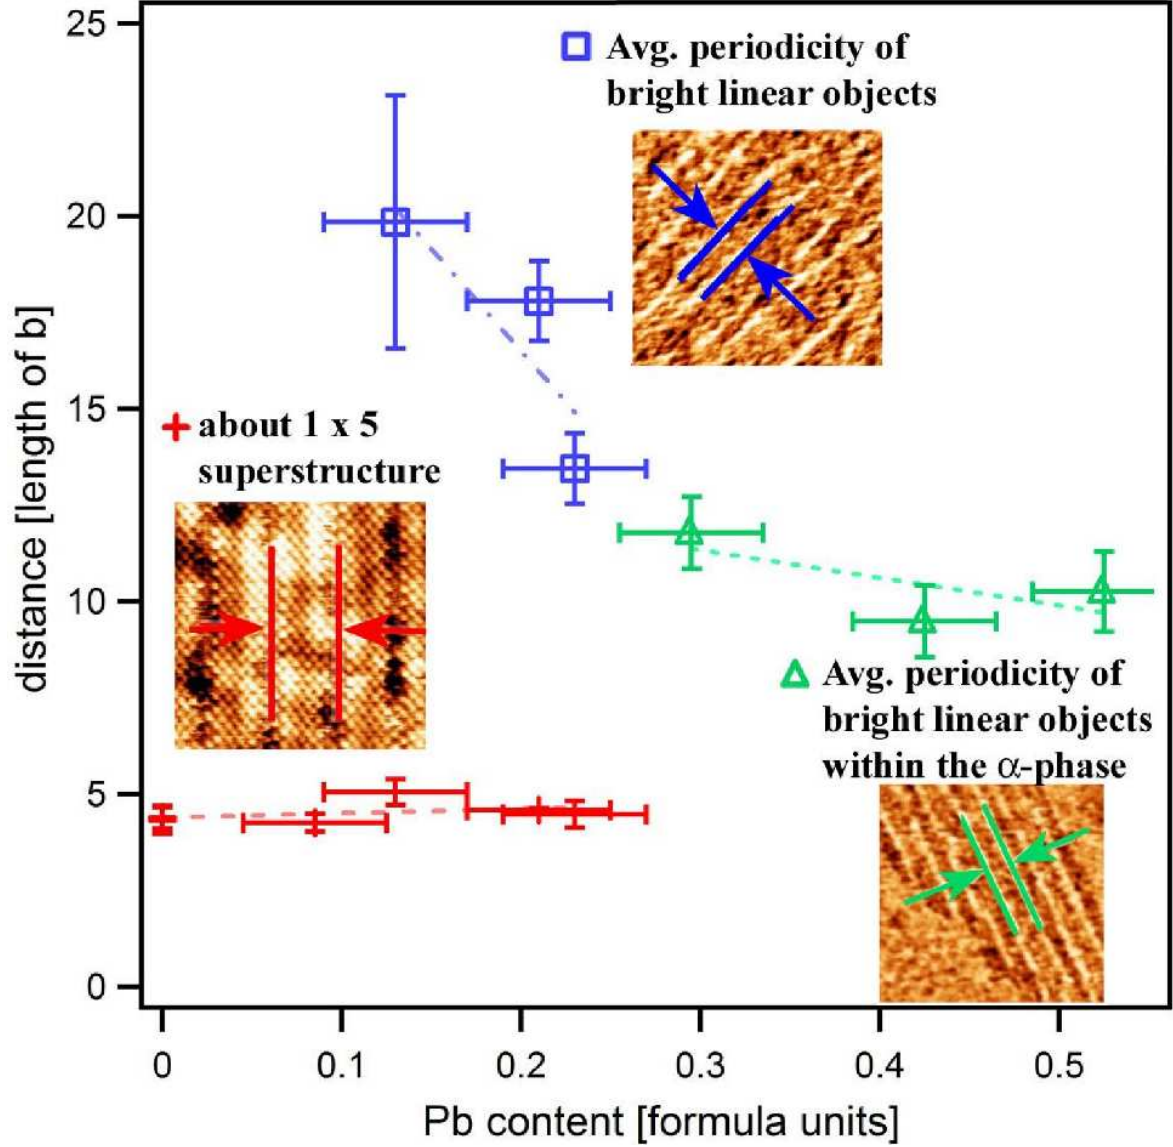 25
20
15
10
5
0
distance [length of b]
Avg. periodicity of
bright linear objects
about 1 x 5
superstructure
Avg. periodicity of
bright linear objects
within the α-phase
0 0.1 0.2 0.3 0.4 0.5
Pb content [formula units]